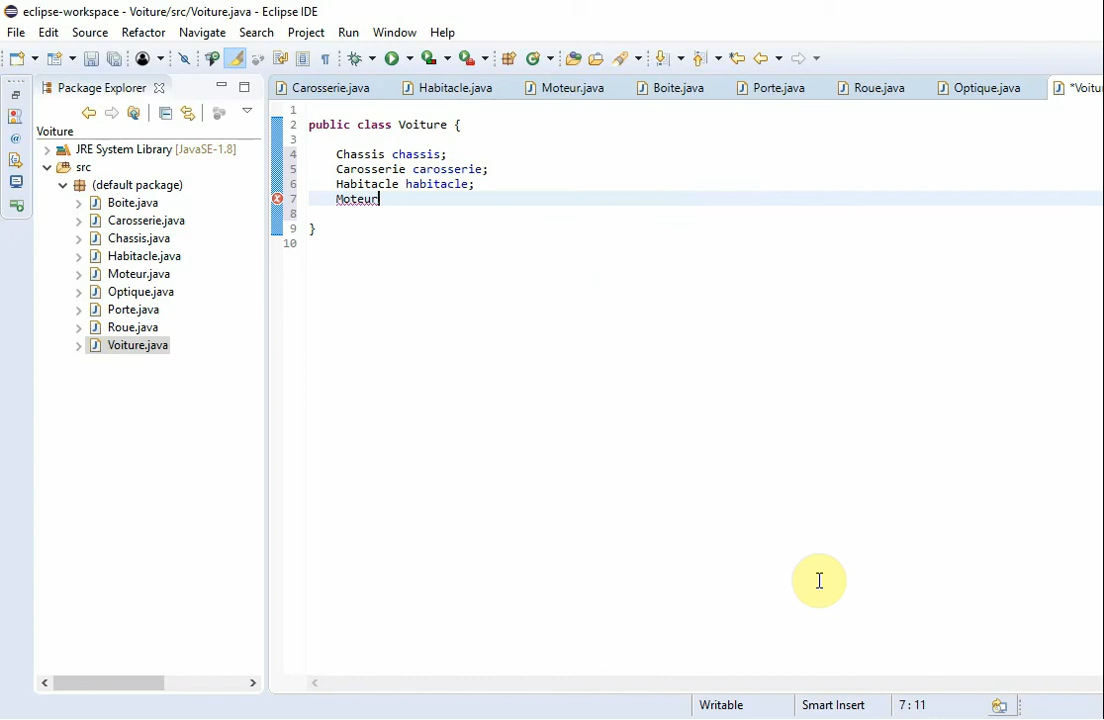 eclipse-workspace - Voiture/src/Voiture.java - Eclipse IDE
File Edit Source Refactor Navigate Search Project Run Window Help
Package Explorer
Carosserie.java Habitacle.java Moteur.java Boite.java Porte.java Roue.java Optique.java *Voitur
Voiture
JRE System Library [JavaSE-1.8]
src
(default package)
Boite.java
Carosserie.java
Chassis.java
Habitacle.java
Moteur.java
Optique.java
Porte.java
Roue.java
Voiture.java
1
2 public class Voiture {
3
4 Chassis chassis;
5 Carosserie carosserie;
6 Habitacle habitacle;
7 Moteur
8
9 }
10
Writable Smart Insert 7 : 11